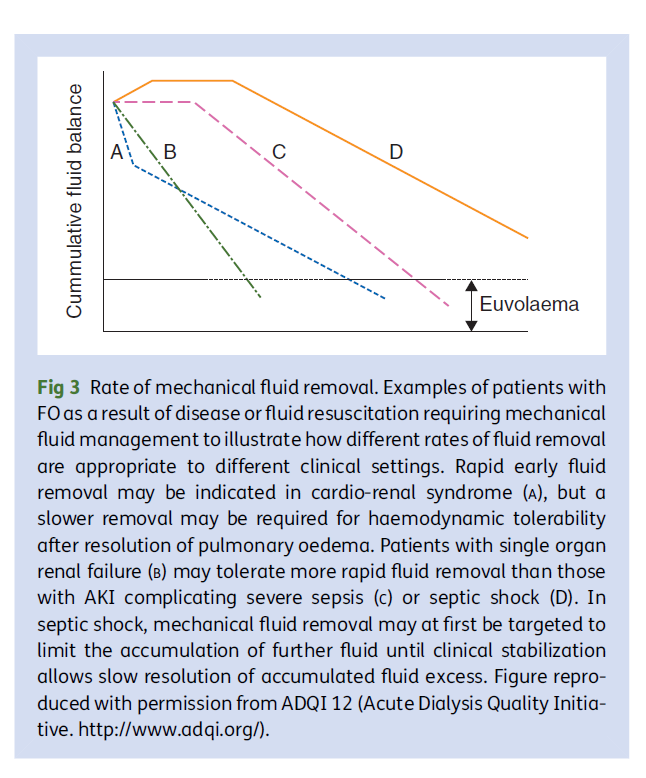 Cummulative fluid balance
A
B
C
D
Euvolaema
Fig 3 Rate of mechanical fluid removal. Examples of patients with
FO as a result of disease or fluid resuscitation requiring mechanical
fluid management to illustrate how different rates of fluid removal
are appropriate to different clinical settings. Rapid early fluid
removal may be indicated in cardio-renal syndrome (A), but a
slower removal may be required for haemodynamic tolerability
after resolution of pulmonary oedema. Patients with single organ
renal failure (B) may tolerate more rapid fluid removal than those
with AKI complicating severe sepsis (C) or septic shock (D). In
septic shock, mechanical fluid removal may at first be targeted to
limit the accumulation of further fluid until clinical stabilization
allows slow resolution of accumulated fluid excess. Figure repro-
duced with permission from ADQI 12 (Acute Dialysis Quality Initia-
tive. http://www.adqi.org/).